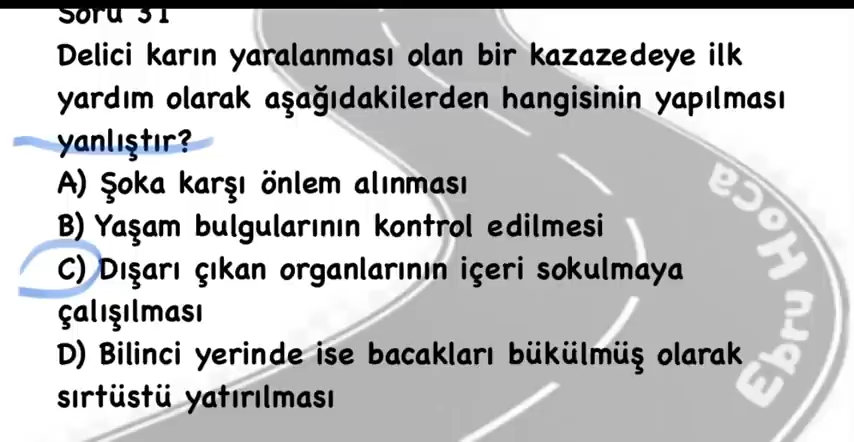 Soru 31
Delici karın yaralanması olan bir kazazedeye ilk
yardım olarak aşağıdakilerden hangisinin yapılması
yanlıştır?
A) Şoka karşı önlem alınması
B) Yaşam bulgularının kontrol edilmesi
C) Dışarı çıkan organlarının içeri sokulmaya
çalışılması
D) Bilinci yerinde ise bacakları bükülmüş olarak
sırtüstü yatırılması
Ebru Hoca